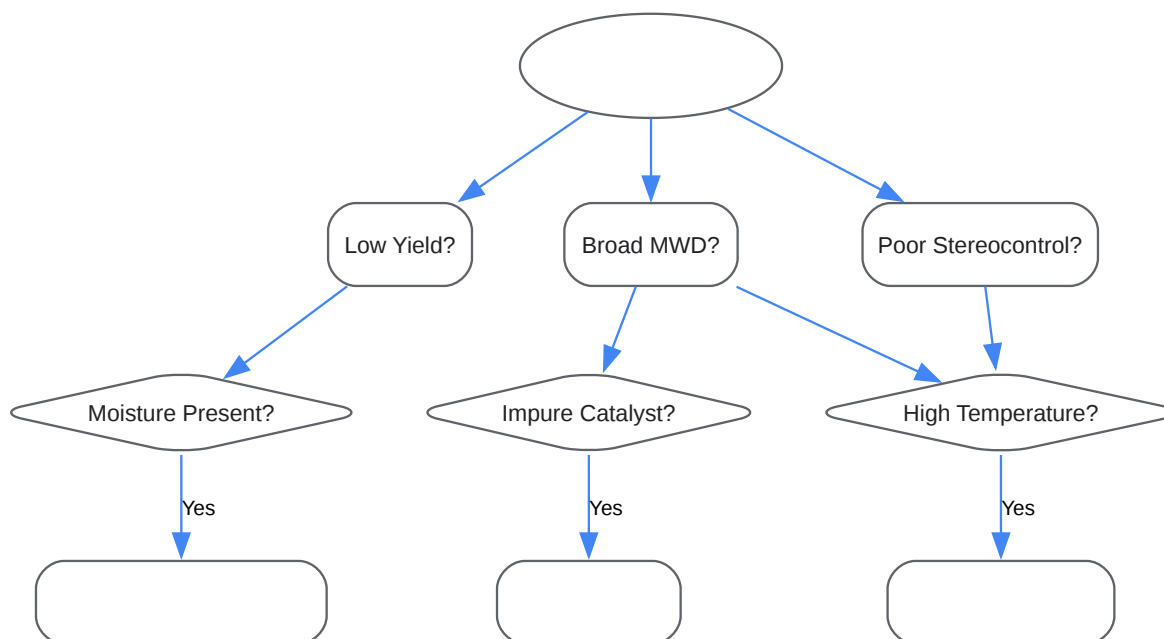 Low Yield?
Broad MWD?
Poor Stereocontrol?
Moisture Present?
Impure Catalyst?
High Temperature?
Yes
Yes
Yes